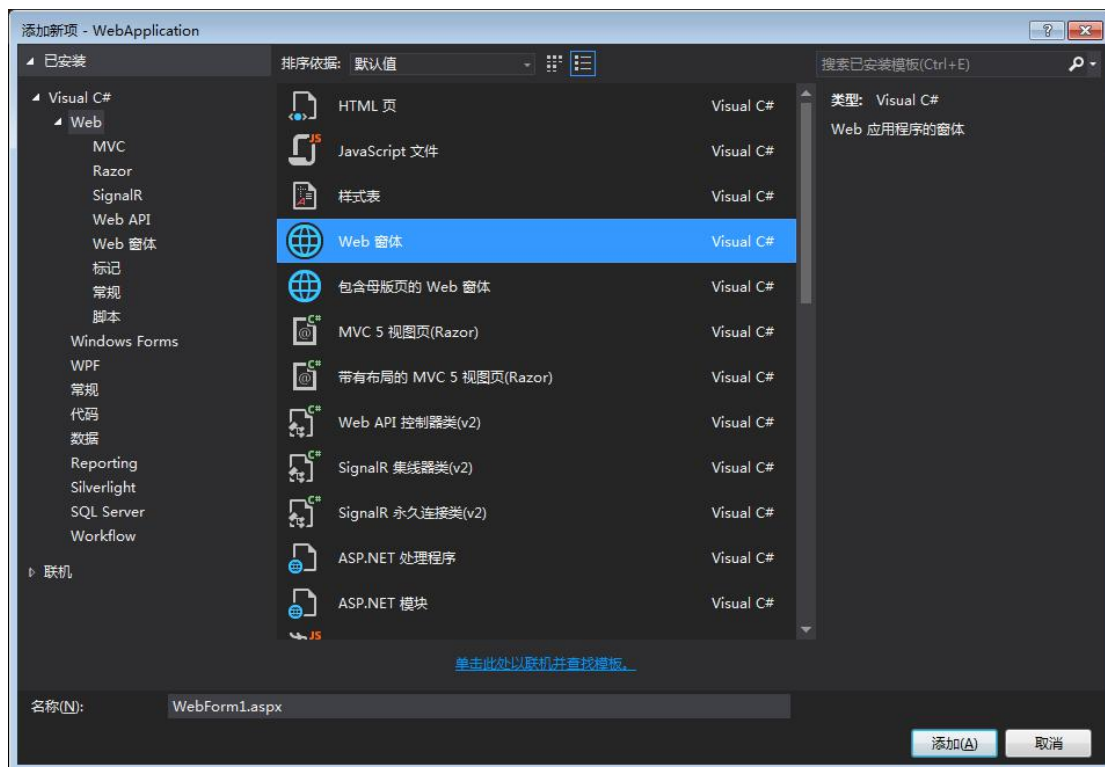 添加新项 - WebApplication
已安装
排序依据: 默认值
搜索已安装模板(Ctrl+E)
Visual C#
Web
MVC
Razor
SignalR
Web API
Web 窗体
标记
常规
脚本
Windows Forms
WPF
常规
代码
数据
Reporting
Silverlight
SQL Server
Workflow
联机
HTML 页 Visual C#
JavaScript 文件 Visual C#
样式表 Visual C#
Web 窗体 Visual C#
包含母版页的 Web 窗体 Visual C#
MVC 5 视图页(Razor) Visual C#
带有布局的 MVC 5 视图页(Razor) Visual C#
Web API 控制器类(v2) Visual C#
SignalR 集线器类(v2) Visual C#
SignalR 永久连接类(v2) Visual C#
ASP.NET 处理程序 Visual C#
ASP.NET 模块 Visual C#
类型: Visual C#
Web 应用程序的窗体
单击此处以联机并查找模板。
名称(N): WebForm1.aspx
添加(A) 取消